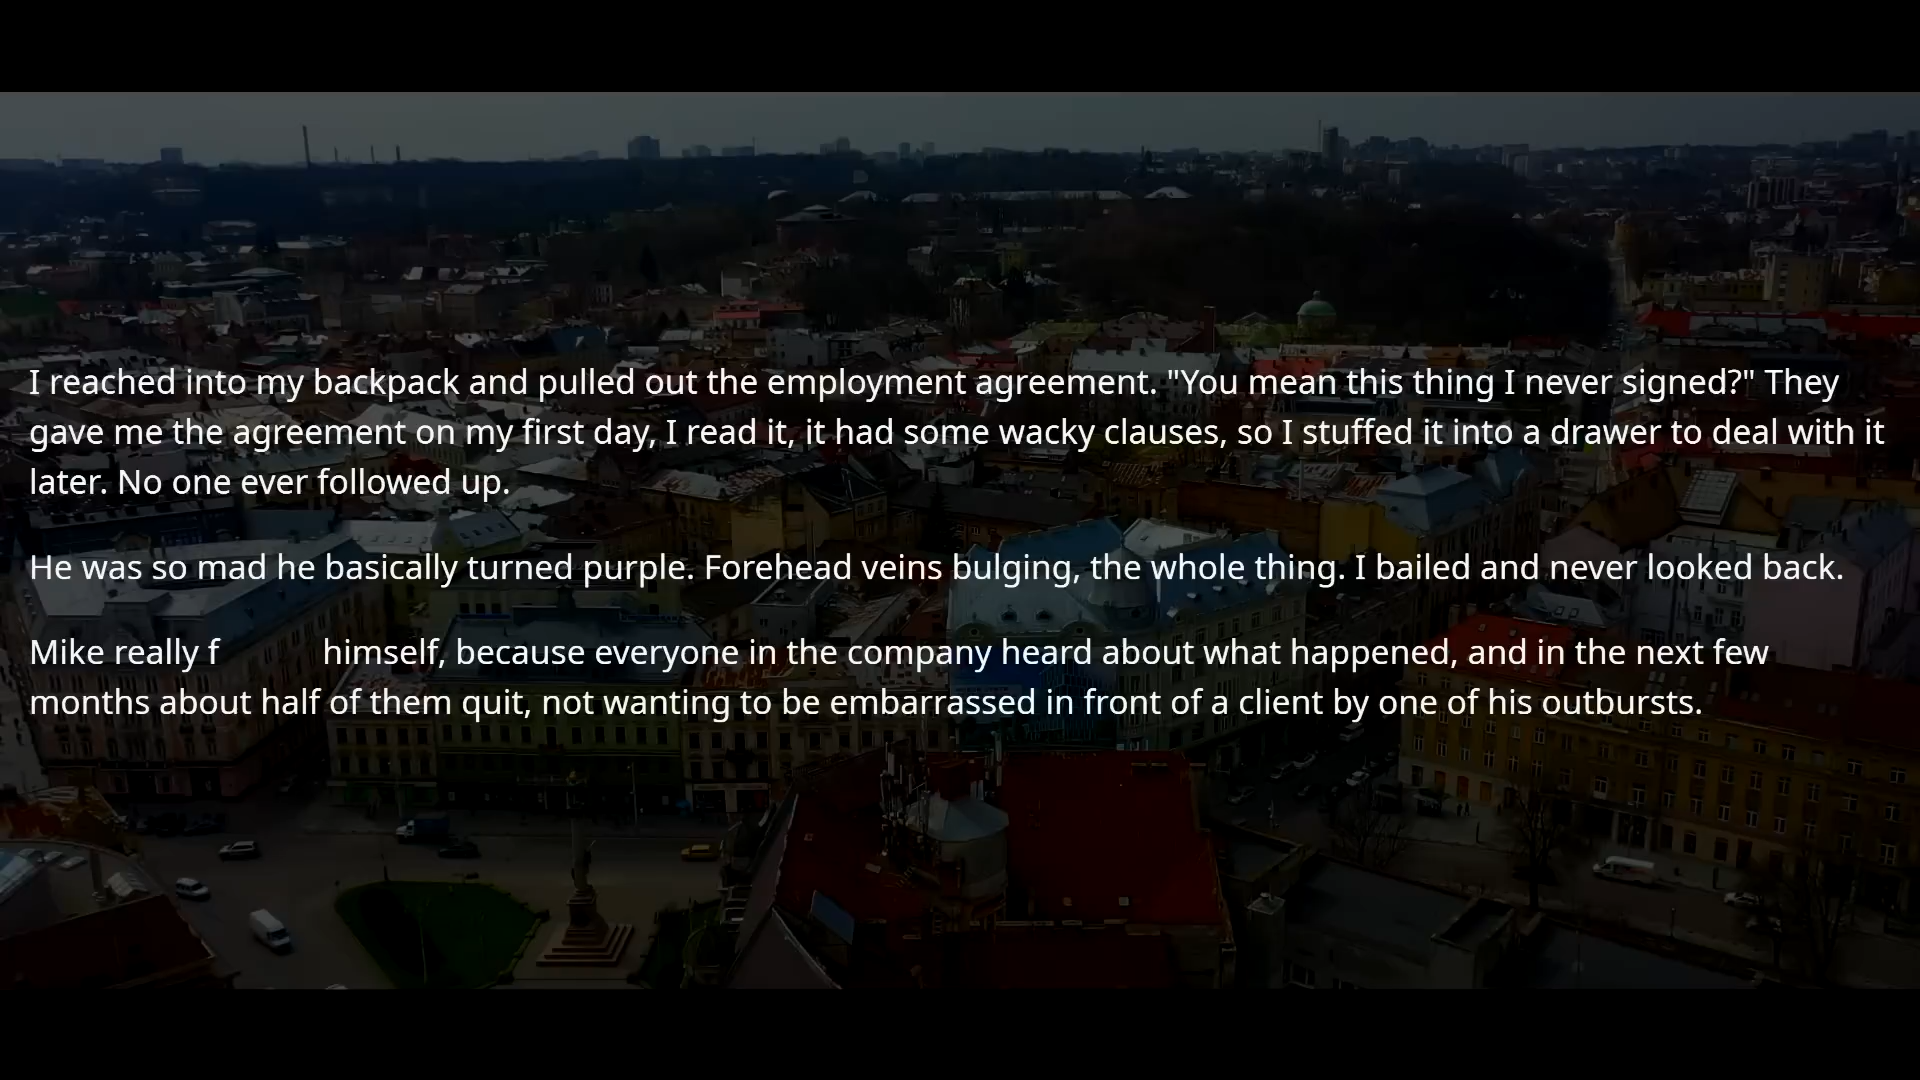 I reached into my backpack and pulled out the employment agreement. "You mean this thing I never signed?" They
gave me the agreement on my first day, I read it, it had some wacky clauses, so I stuffed it into a drawer to deal with it
later. No one ever followed up.
He was so mad he basically turned purple. Forehead veins bulging, the whole thing. I bailed and never looked back.
Mike really f himself, because everyone in the company heard about what happened, and in the next few
months about half of them quit, not wanting to be embarrassed in front of a client by one of his outbursts.